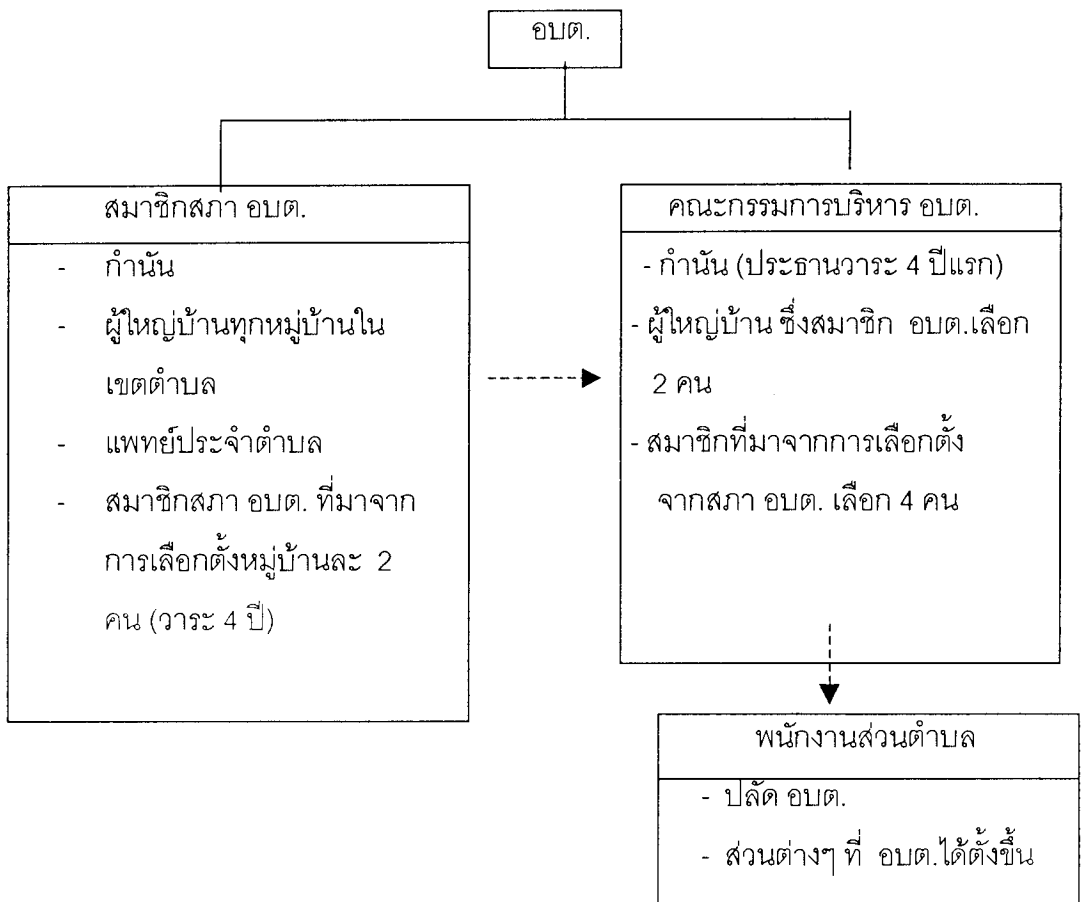 อบต.
สมาชิกสภา อบต.
- กำนัน
- ผู้ใหญ่บ้านทุกหมู่บ้านใน
เขตตำบล
- แพทย์ประจำตำบล
- สมาชิกสภา อบต. ที่มาจาก
การเลือกตั้งหมู่บ้านละ 2
คน (วาระ 4 ปี)
คณะกรรมการบริหาร อบต.
- กำนัน (ประธานวาระ 4 ปีแรก)
- ผู้ใหญ่บ้าน ซึ่งสมาชิก อบต.เลือก
2 คน
- สมาชิกที่มาจากการเลือกตั้ง
จากสภา อบต. เลือก 4 คน
พนักงานส่วนตำบล
- ปลัด อบต.
- ส่วนต่างๆ ที่ อบต.ได้ตั้งขึ้น